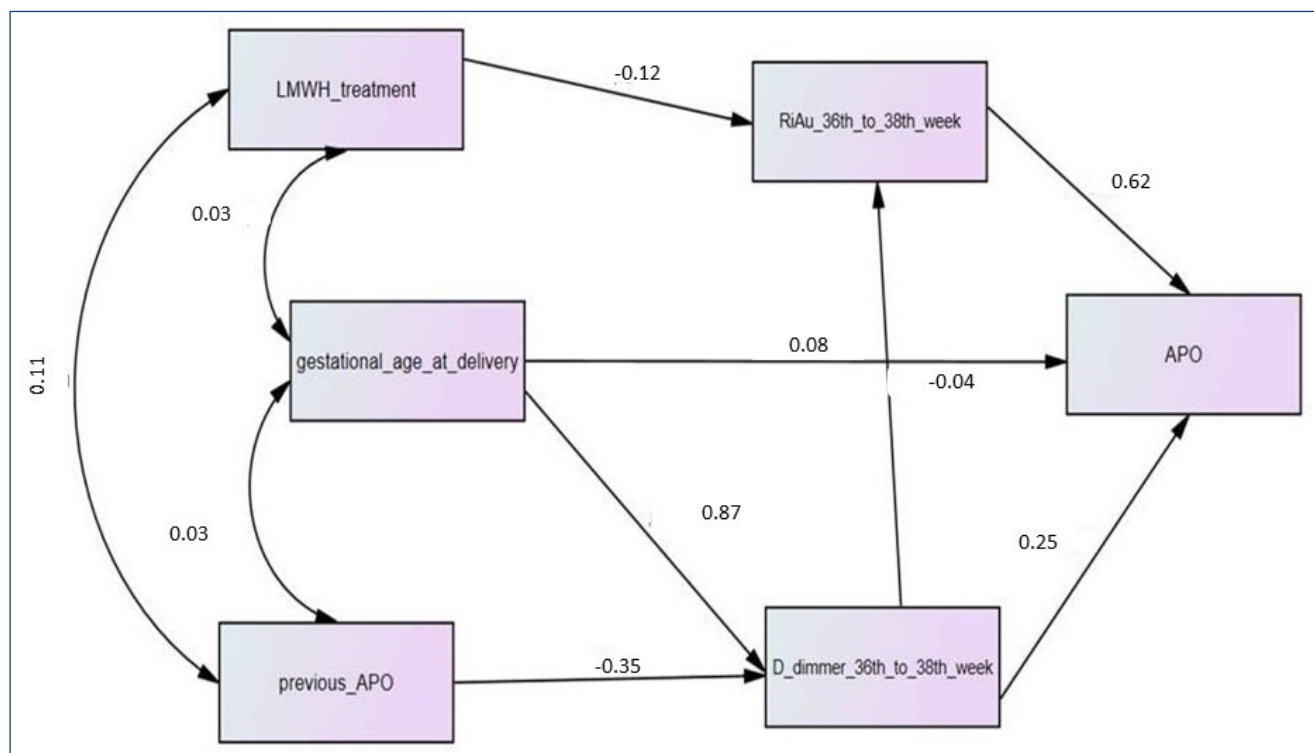 LMWH_treatment
-0.12
RiAu_36th_to_38th_week
0.62
0.03
0.11
gestational_age_at_delivery
0.08
-0.04
APO
0.87
0.03
0.25
previous_APO
-0.35
D_dimmer_36th_to_38th_week